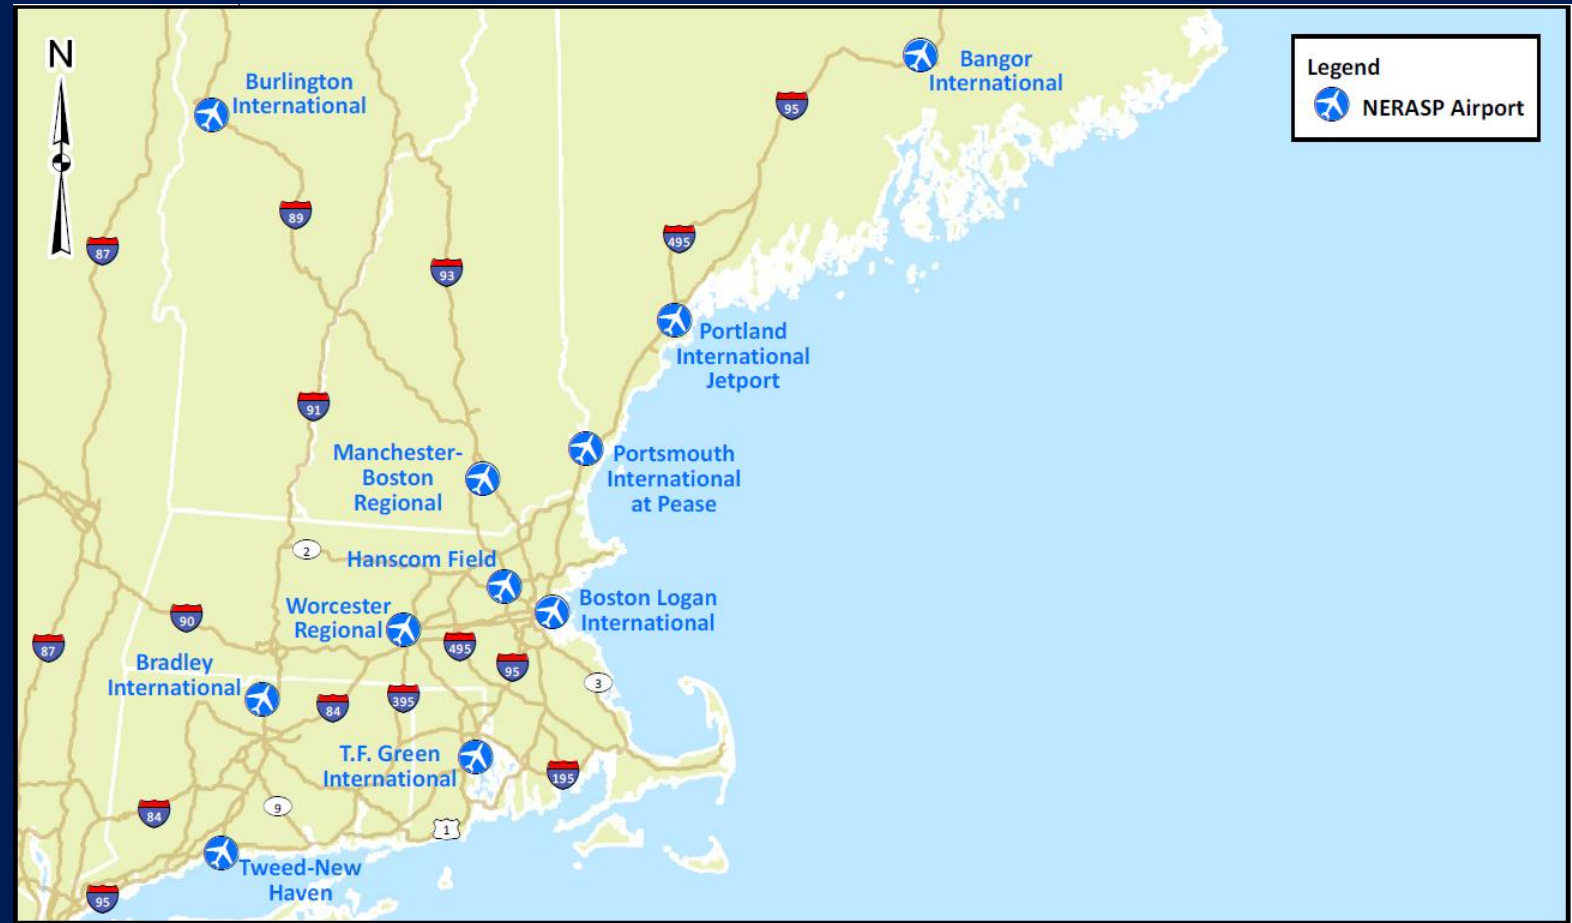 N
Burlington
International
Bangor
International
Legend
NERASP Airport
95
89
495
87
93
Portland
International
Jetport
91
Manchester-
Boston
Regional
Portsmouth
International
at Pease
2
Hanscom Field
Boston Logan
International
Worcester
Regional
90
87
495
95
3
Bradley
International
84
395
T.F. Green
International
195
84
9
1
Tweed-New
Haven
95